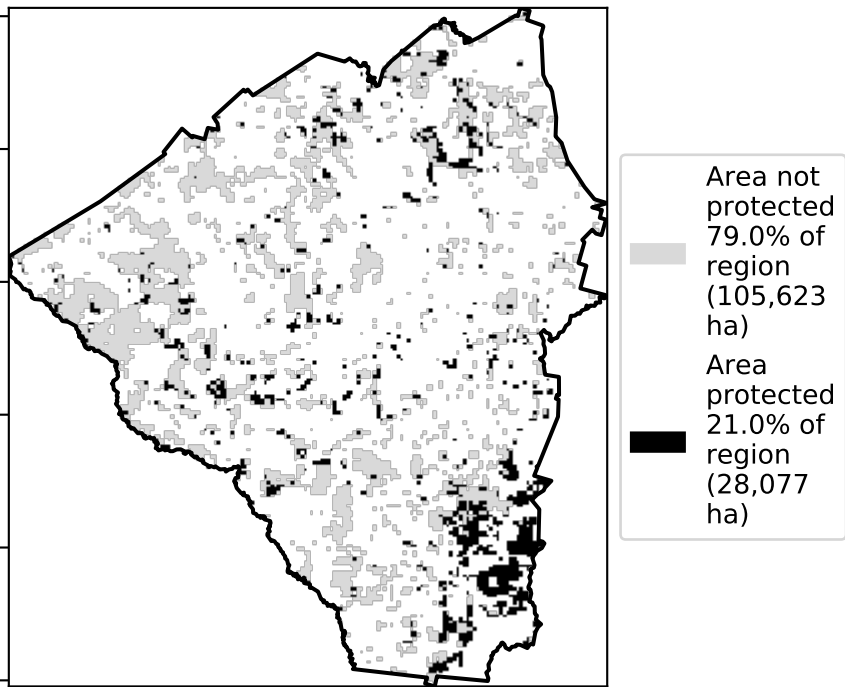 Area not
protected
79.0% of
region
(105,623
ha)
Area
protected
21.0% of
region
(28,077
ha)